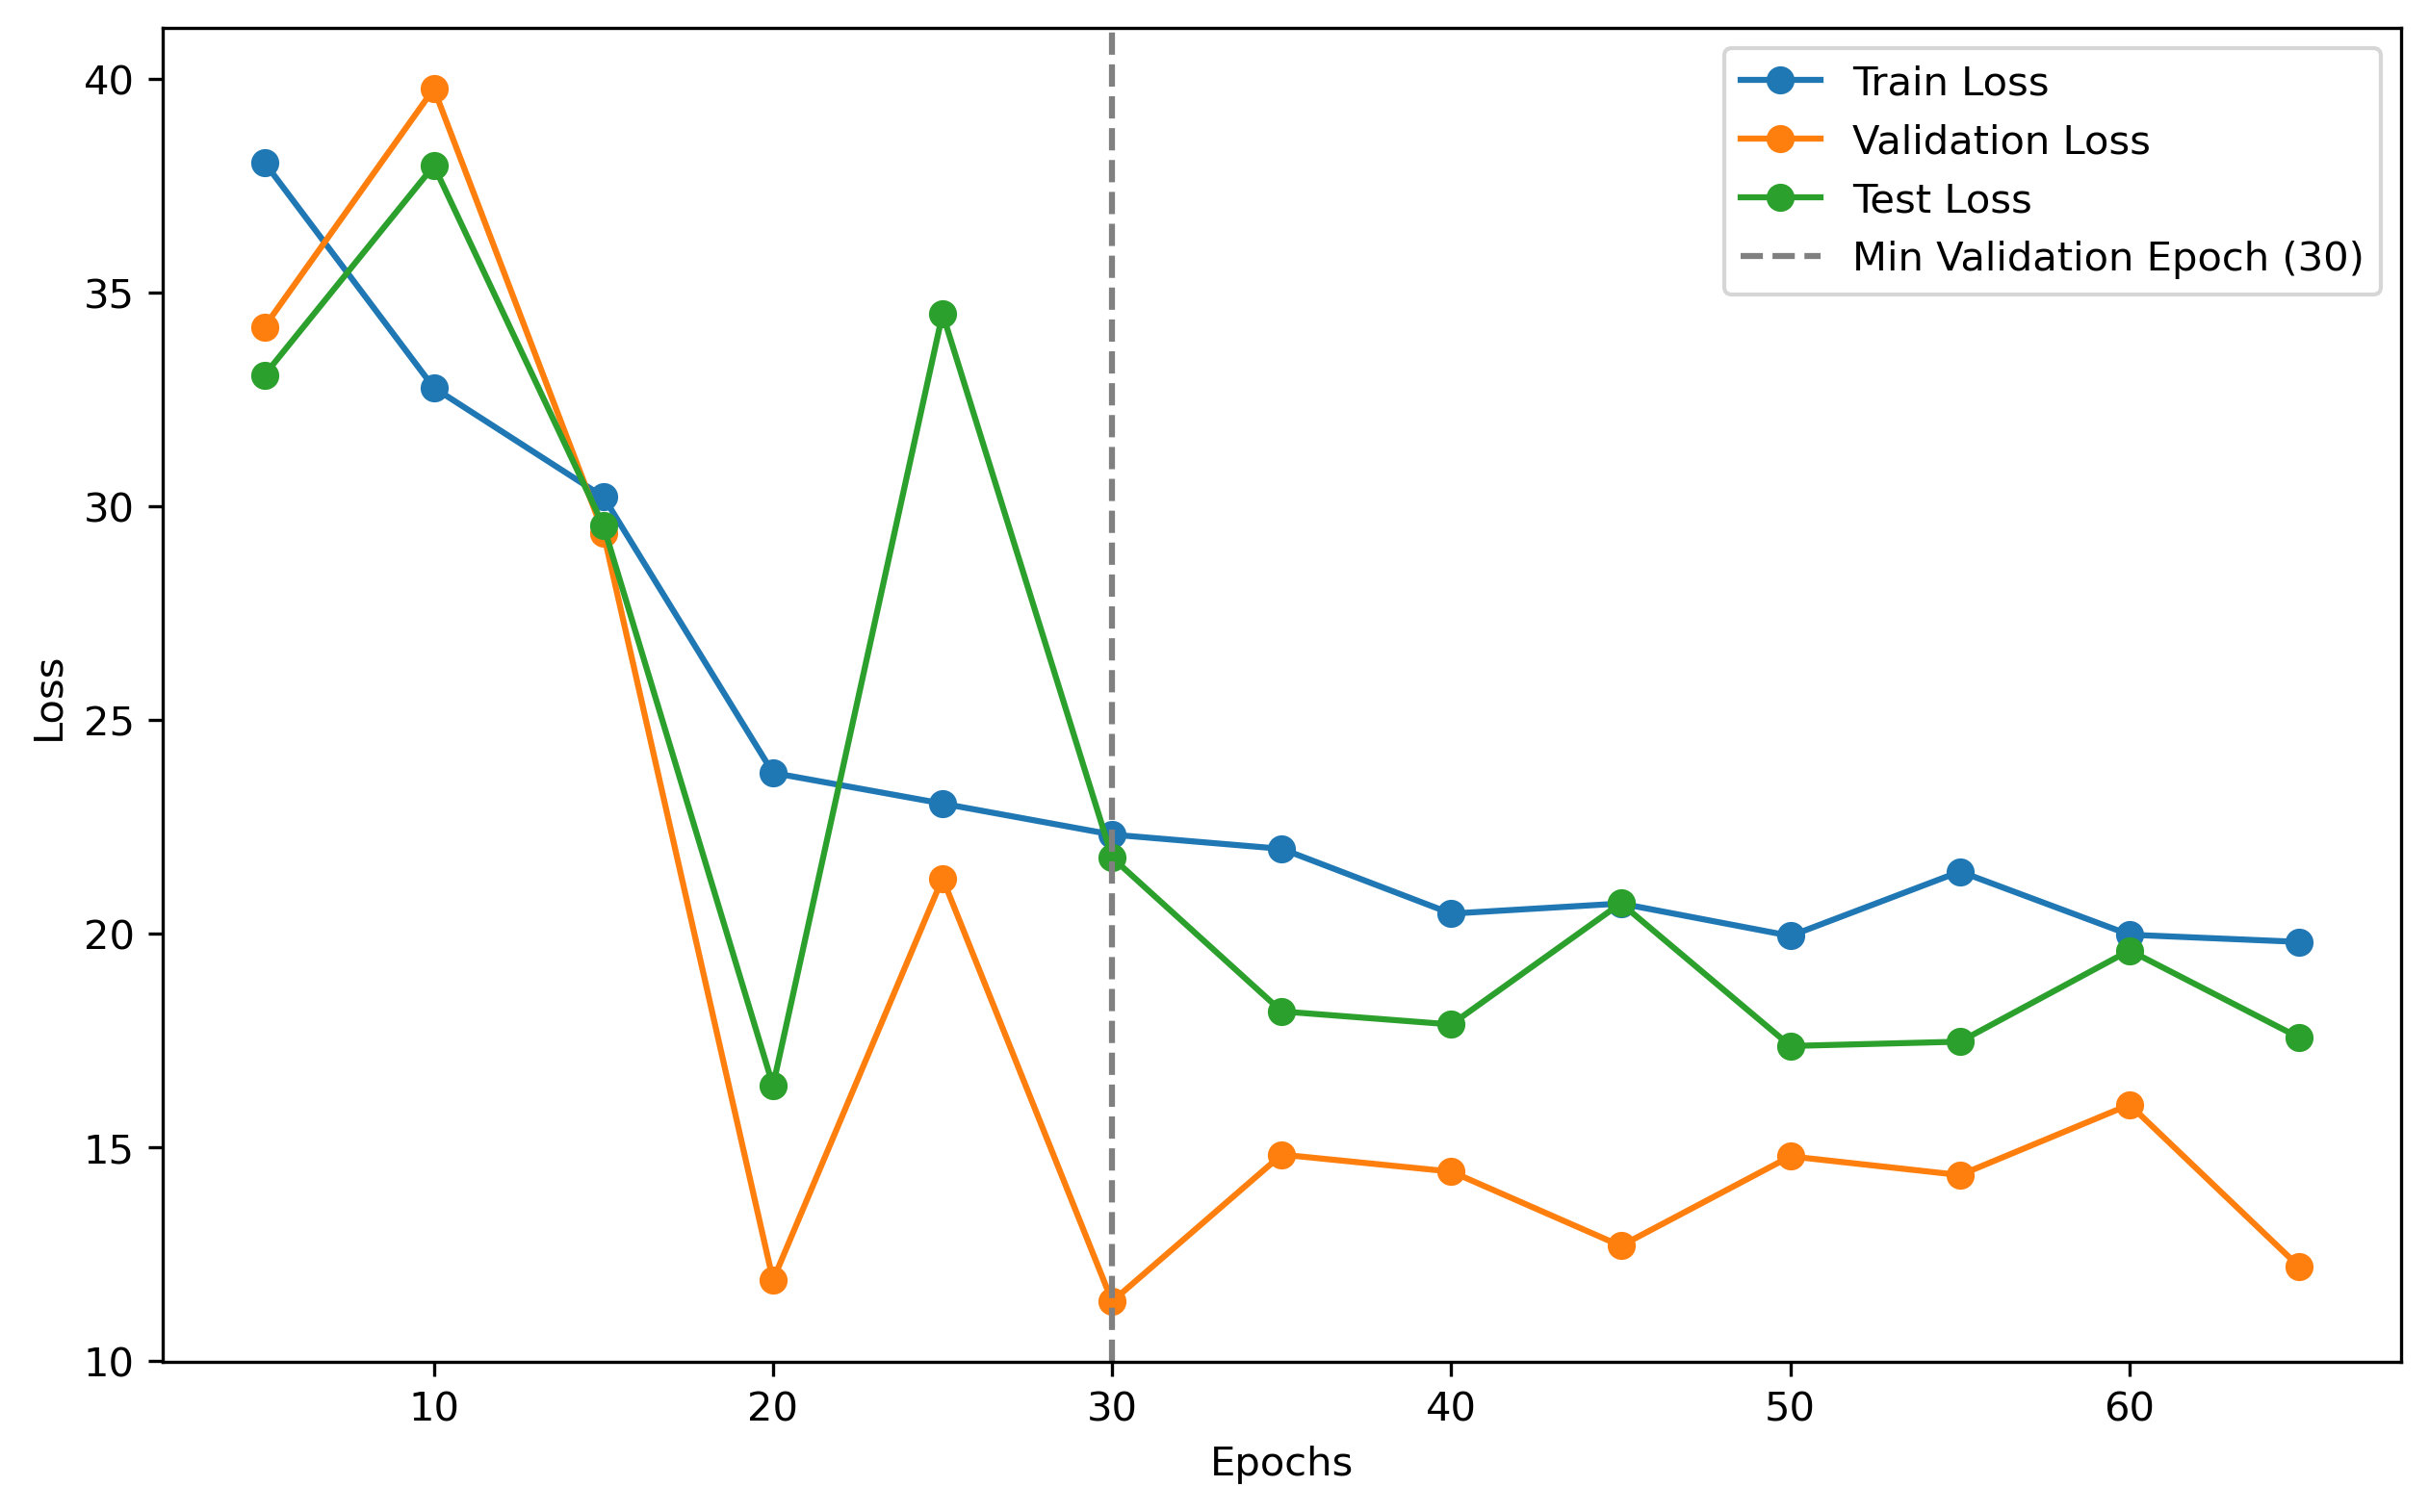 40
35
30
25
20
15
10
Loss
Train Loss
Validation Loss
Test Loss
Min Validation Epoch (30)
10 20 30 40 50 60
Epochs